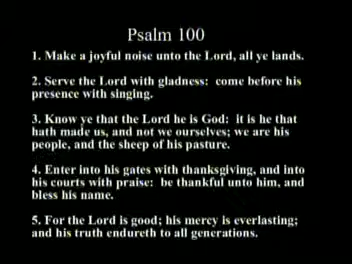 Psalm 100
1. Make a joyful noise unto the Lord, all ye lands.
2. Serve the Lord with gladness: come before his
presence with singing.
3. Know ye that the Lord he is God: it is he that
hath made us, and not we ourselves; we are his
people, and the sheep of his pasture.
4. Enter into his gates with thanksgiving, and into
his courts with praise: be thankful unto him, and
bless his name.
5. For the Lord is good; his mercy is everlasting;
and his truth endureth to all generations.